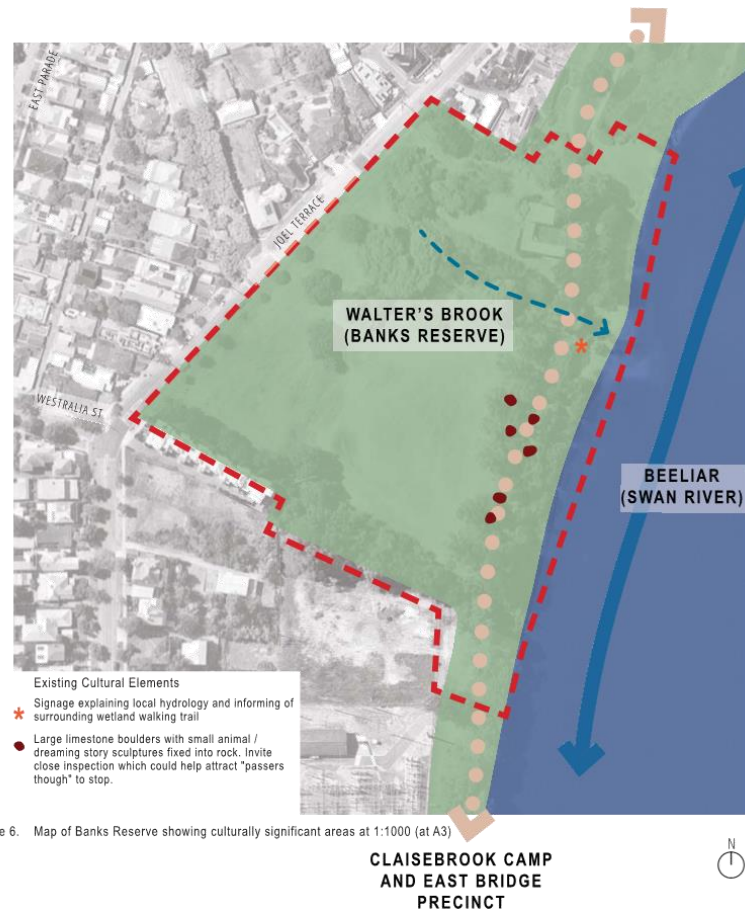 EAST PARADE
JOEL TERRACE
WALTER'S BROOK
(BANKS RESERVE)
WESTRALIA ST
BEELIAR
(SWAN RIVER)
Existing Cultural Elements
* Signage explaining local hydrology and informing of
surrounding wetland walking trail
Large limestone boulders with small animal /
dreaming story sculptures fixed into rock. Invite
close inspection which could help attract "passers
though" to stop.
e 6. Map of Banks Reserve showing culturally significant areas at 1:1000 (at A3)
CLAISEBROOK CAMP
AND EAST BRIDGE
PRECINCT
N